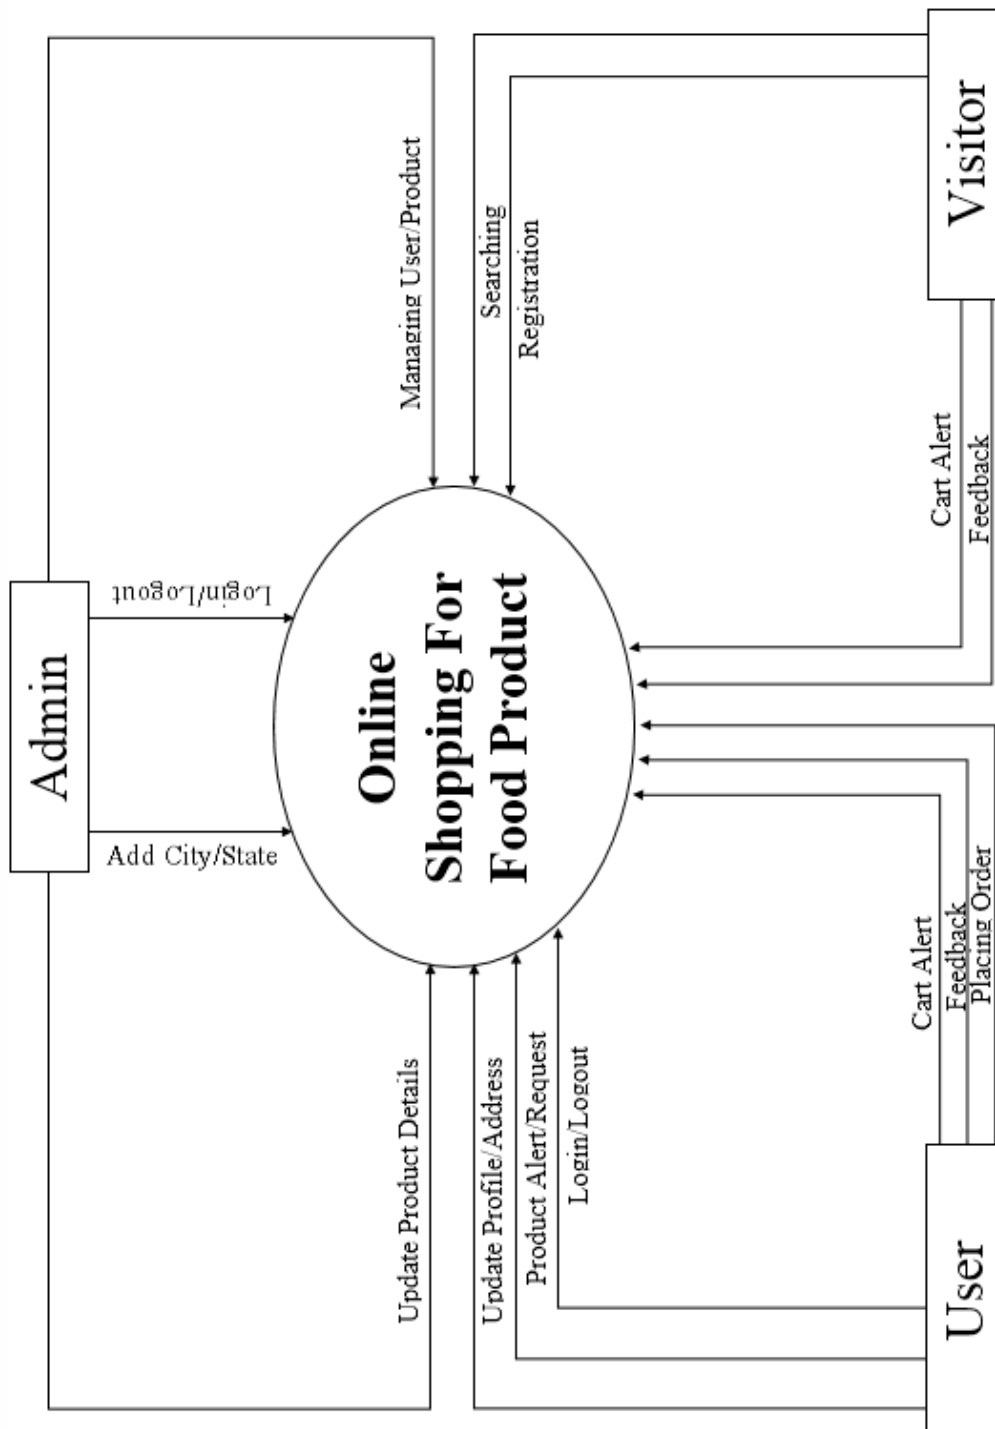 Admin
Login/Logout
Add City/State
Managing User/Product
Update Product Details
Online
Shopping For
Food Product
Searching
Registration
Update Profile/Address
Product Alert/Request
Login/Logout
Visitor
Cart Alert
Feedback
User
Cart Alert
Feedback
Placing Order